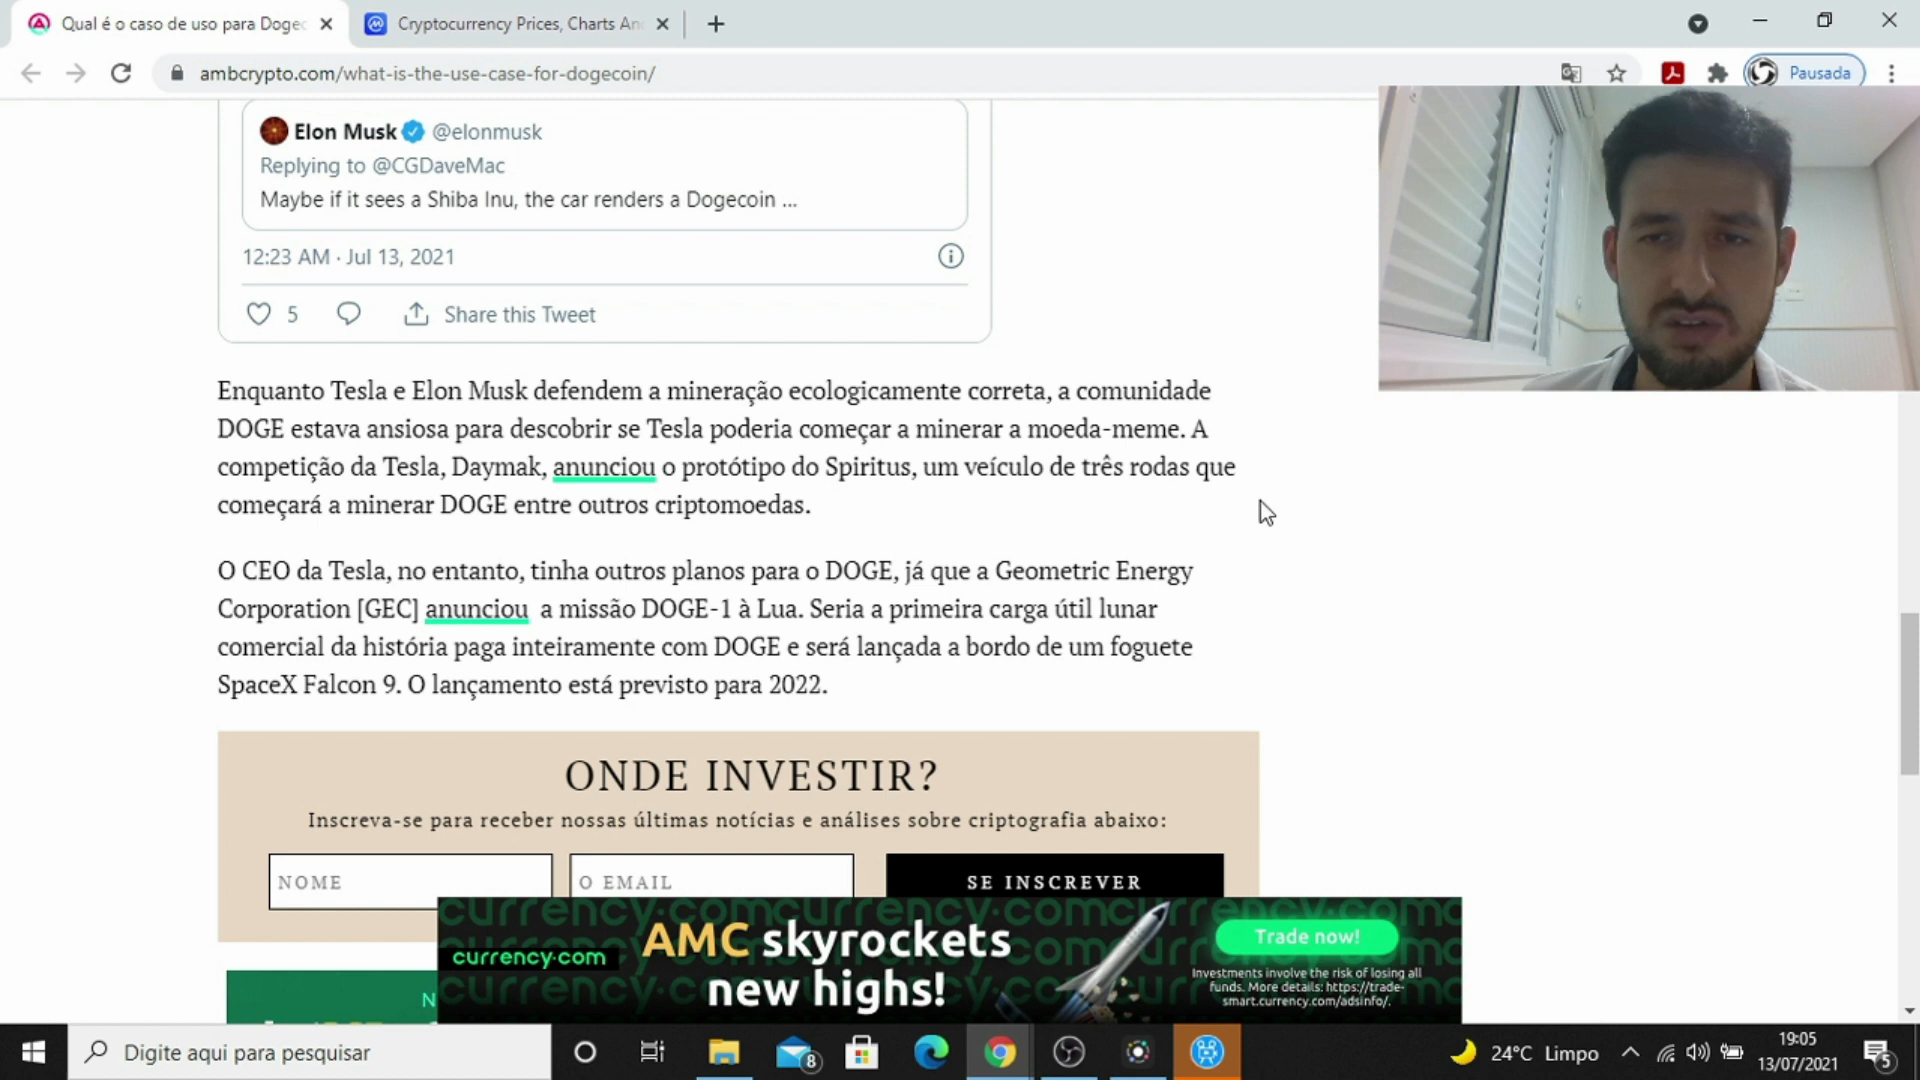 Qual é o caso de uso para Dogec
Cryptocurrency Prices, Charts An
ambcrypto.com/what-is-the-use-case-for-dogecoin/
Pausada
Elon Musk @elonmusk
Replying to @CGDaveMac
Maybe if it sees a Shiba Inu, the car renders a Dogecoin ...
12:23 AM · Jul 13, 2021
5 Share this Tweet
Enquanto Tesla e Elon Musk defendem a mineração ecologicamente correta, a comunidade
DOGE estava ansiosa para descobrir se Tesla poderia começar a minerar a moeda-meme. A
competição da Tesla, Daymak, anunciou o protótipo do Spiritus, um veículo de três rodas que
começará a minerar DOGE entre outros criptomoedas.
O CEO da Tesla, no entanto, tinha outros planos para o DOGE, já que a Geometric Energy
Corporation [GEC] anunciou a missão DOGE-1 à Lua. Seria a primeira carga útil lunar
comercial da história paga inteiramente com DOGE e será lançada a bordo de um foguete
SpaceX Falcon 9. O lançamento está previsto para 2022.
ONDE INVESTIR?
Inscreva-se para receber nossas últimas notícias e análises sobre criptografia abaixo:
NOME
O EMAIL
SE INSCREVER
currency.com
AMC skyrockets
new highs!
Trade now!
Investments involve the risk of losing all
funds. More details: https://trade-
smart.currency.com/adsinfo/.
N
Digite aqui para pesquisar
8
24°C Limpo
19:05
13/07/2021
5